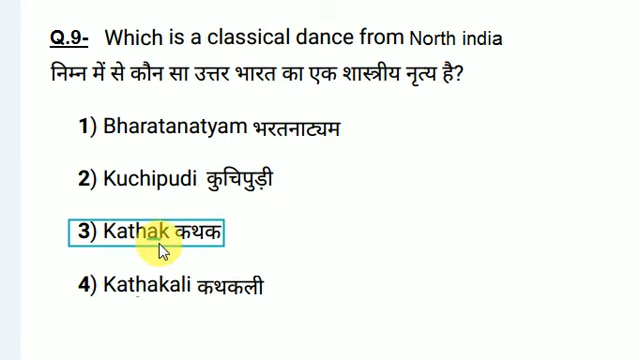 Q.9- Which is a classical dance from North india
निम्न में से कौन सा उत्तर भारत का एक शास्त्रीय नृत्य है?
1) Bharatanatyam भरतनाट्यम
2) Kuchipudi कुचिपुड़ी
3) Kathak कथक
4) Kathakali कथकली